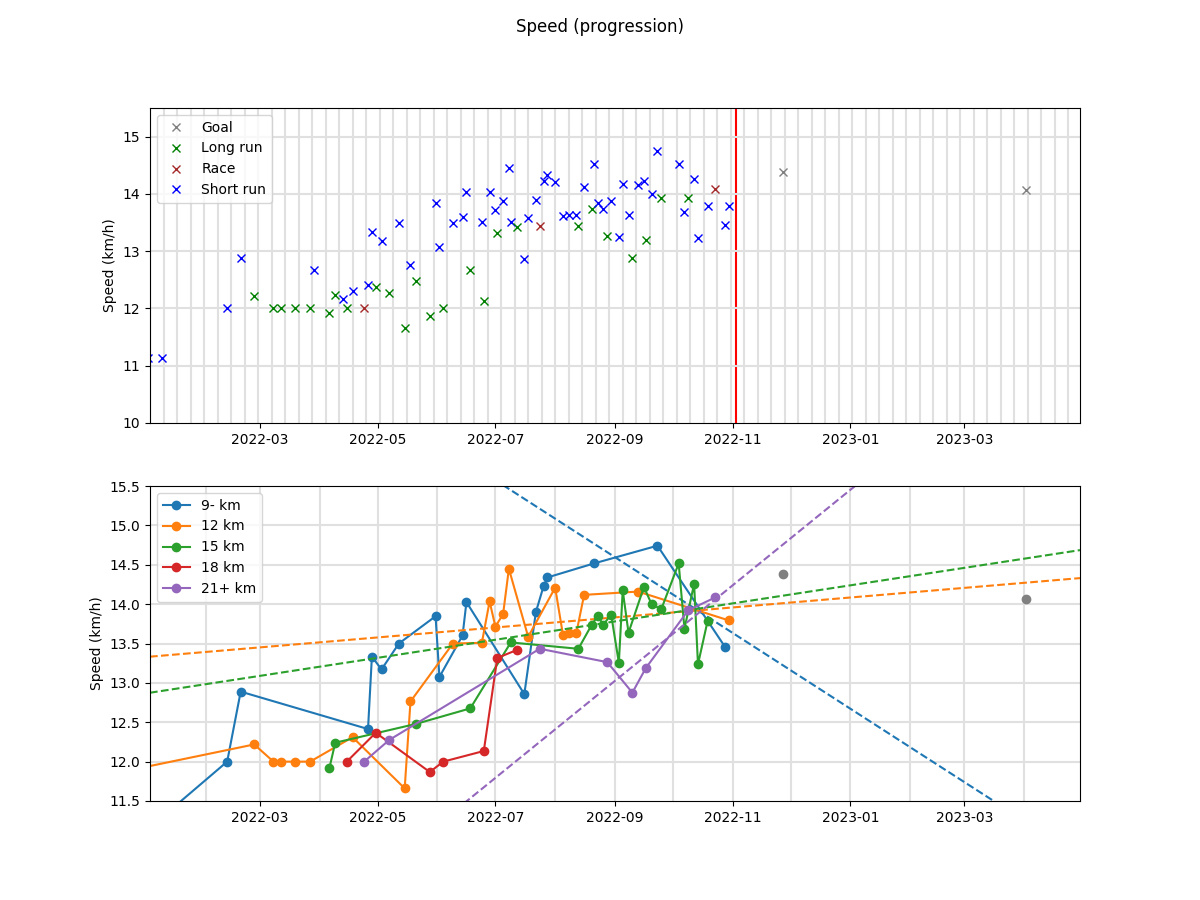 Speed (progression)
Speed (km/h)
15
14
13
12
11
10
Goal
Long run
Race
Short run
2022-03 2022-05 2022-07 2022-09 2022-11 2023-01 2023-03
Speed (km/h)
15.5
15.0
14.5
14.0
13.5
13.0
12.5
12.0
11.5
9- km
12 km
15 km
18 km
21+ km
2022-03 2022-05 2022-07 2022-09 2022-11 2023-01 2023-03